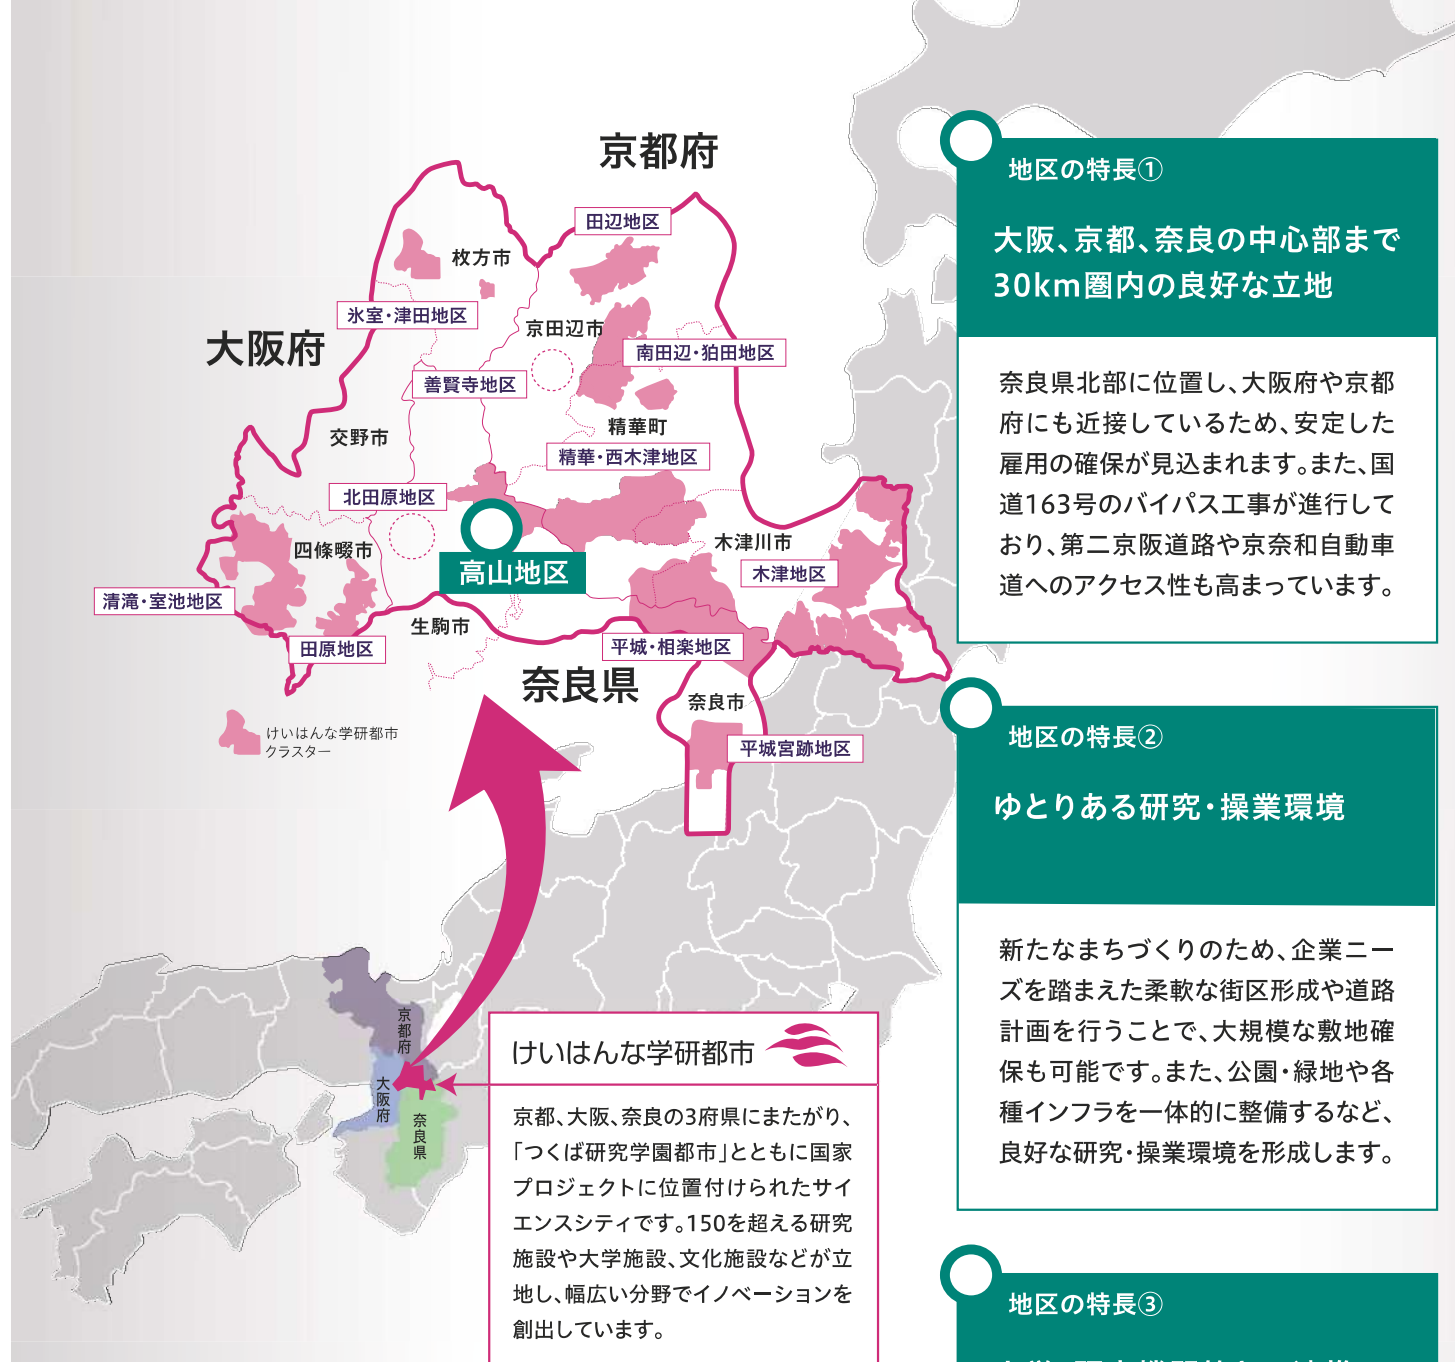 京都府
田辺地区
枚方市
氷室・津田地区
京田辺市
大阪府
南田辺・狛田地区
善賢寺地区
交野市
精華町
精華・西木津地区
北田原地区
四條畷市
木津川市
高山地区
木津地区
清滝・室池地区
生駒市
田原地区
平城・相楽地区
奈良県
奈良市
平城宮跡地区
けいはんな学研都市
クラスター
京都府
大阪府
奈良県
けいはんな学研都市
京都、大阪、奈良の3府県にまたがり、
「つくば研究学園都市」とともに国家
プロジェクトに位置付けられたサイ
エンスシティです。150を超える研究
施設や大学施設、文化施設などが立
地し、幅広い分野でイノベーションを
創出しています。
地区の特長①
大阪、京都、奈良の中心部まで
30km圏内の良好な立地
奈良県北部に位置し、大阪府や京都
府にも近接しているため、安定した
雇用の確保が見込まれます。また、国
道163号のバイパス工事が進行して
おり、第二京阪道路や京奈和自動車
道へのアクセス性も高まっています。
地区の特長②
ゆとりある研究・操業環境
新たなまちづくりのため、企業ニー
ズを踏まえた柔軟な街区形成や道路
計画を行うことで、大規模な敷地確
保も可能です。また、公園・緑地や各
種インフラを一体的に整備するなど、
良好な研究・操業環境を形成します。
地区の特長③